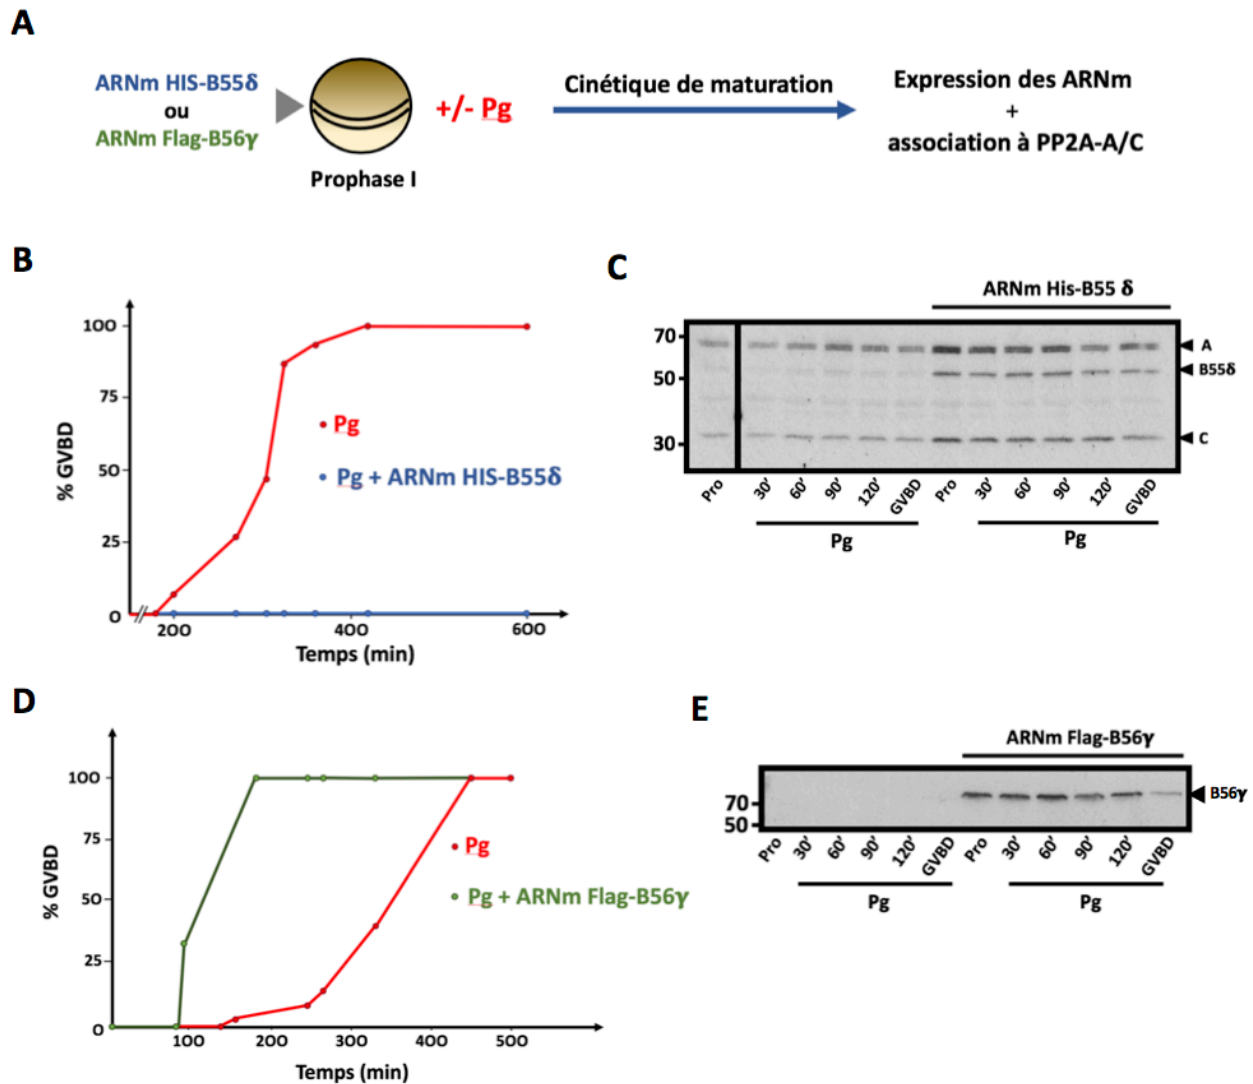 A
ARNm HIS-B55δ
ou
ARNm Flag-B56γ
+/- Pg
Prophase I
Cinétique de maturation
Expression des ARNm
+
association à PP2A-A/C
B
100
75
50
25
0
% GVBD
Pg
Pg + ARNm HIS-B55δ
200
400
600
Temps (min)
C
ARNm His-B55 δ
70
50
30
A
B55δ
C
Pro
30'
60'
90'
120'
GVBD
Pro
30'
60'
90'
120'
GVBD
Pg
Pg
D
100
75
50
25
0
% GVBD
Pg
Pg + ARNm Flag-B56γ
100
200
300
400
500
Temps (min)
E
ARNm Flag-B56γ
70
50
B56γ
Pro
30'
60'
90'
120'
GVBD
Pro
30'
60'
90'
120'
GVBD
Pg
Pg